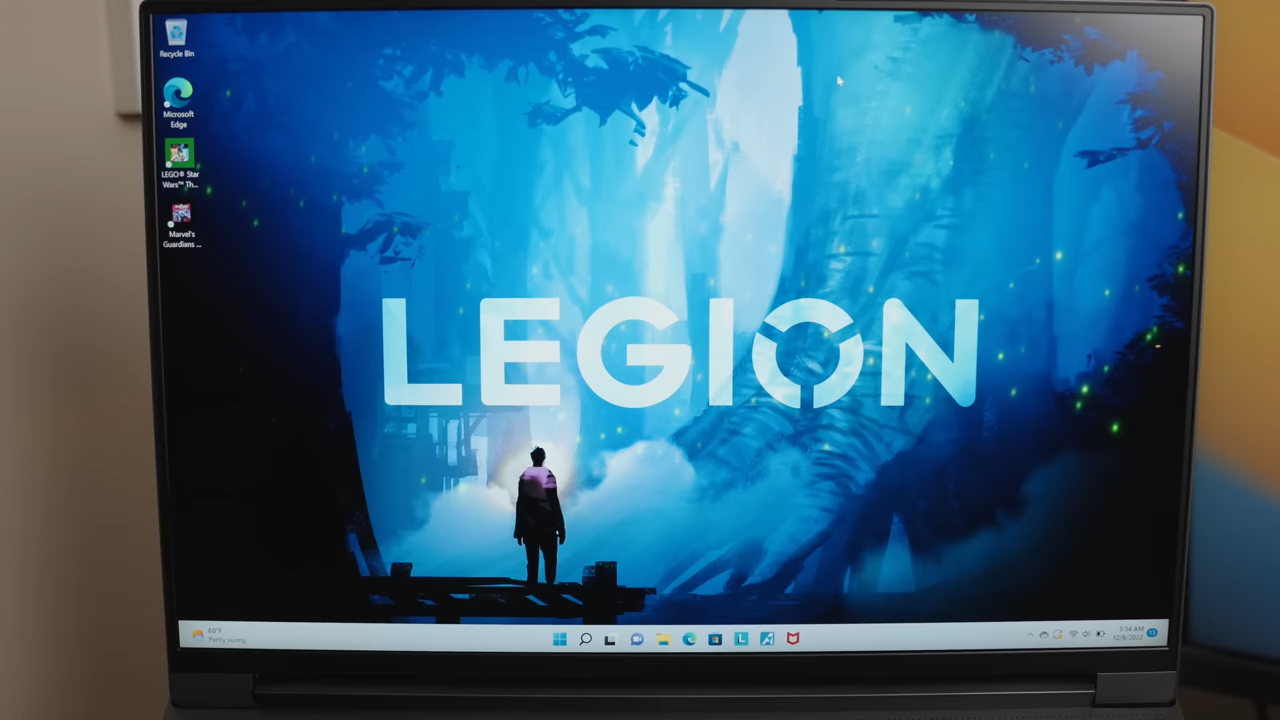 Recycle Bin
Microsoft
Edge
LEGO® Star
Wars™ Th...
Marvel's
Guardians ...
LEGION
60°F
Partly sunny
5:54 AM
12/8/2022
13